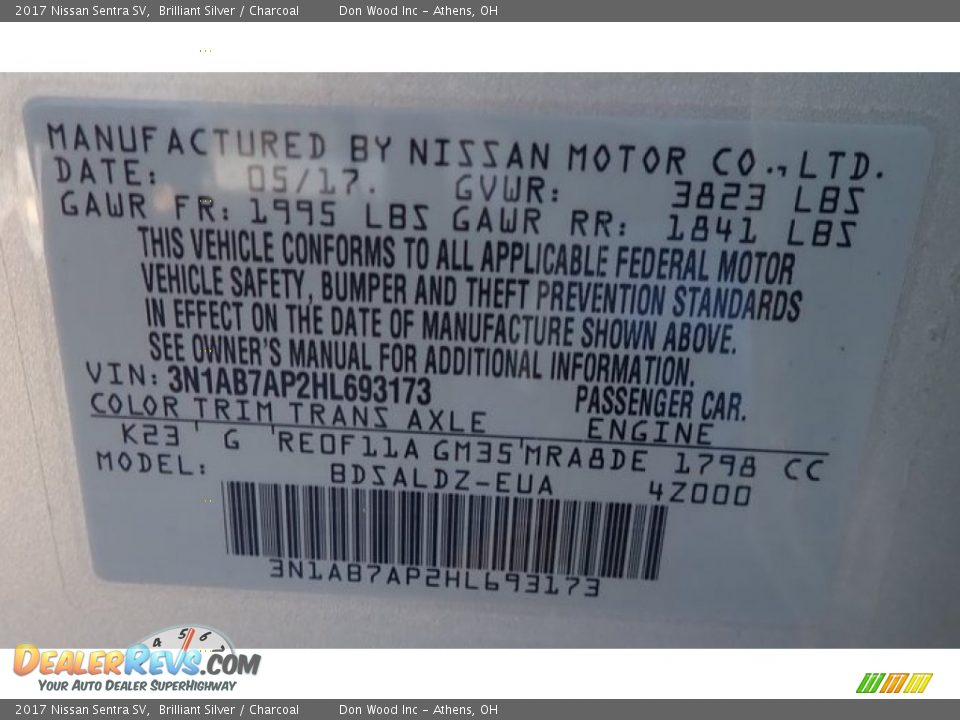 2017 Nissan Sentra SV, Brilliant Silver / Charcoal Don Wood Inc - Athens, OH
MANUFACTURED BY NISSAN MOTOR CO., LTD.
DATE: 05/17. GVWR: 3823 LBS
GAWR FR: 1995 LBS GAWR RR: 1841 LBS
THIS VEHICLE CONFORMS TO ALL APPLICABLE FEDERAL MOTOR
VEHICLE SAFETY, BUMPER AND THEFT PREVENTION STANDARDS
IN EFFECT ON THE DATE OF MANUFACTURE SHOWN ABOVE.
SEE OWNER'S MANUAL FOR ADDITIONAL INFORMATION.
VIN: 3N1AB7AP2HL693173 PASSENGER CAR.
COLOR TRIM TRANS AXLE ENGINE
K23 G RE0F11A GM35 MRA8DE 1798 CC
MODEL: BDSALDZ-EUA 4Z000
3N1AB7AP2HL693173
4 5 6 7
DEALERREVS.COM
YOUR AUTO DEALER SUPERHIGHWAY
2017 Nissan Sentra SV, Brilliant Silver / Charcoal Don Wood Inc - Athens, OH